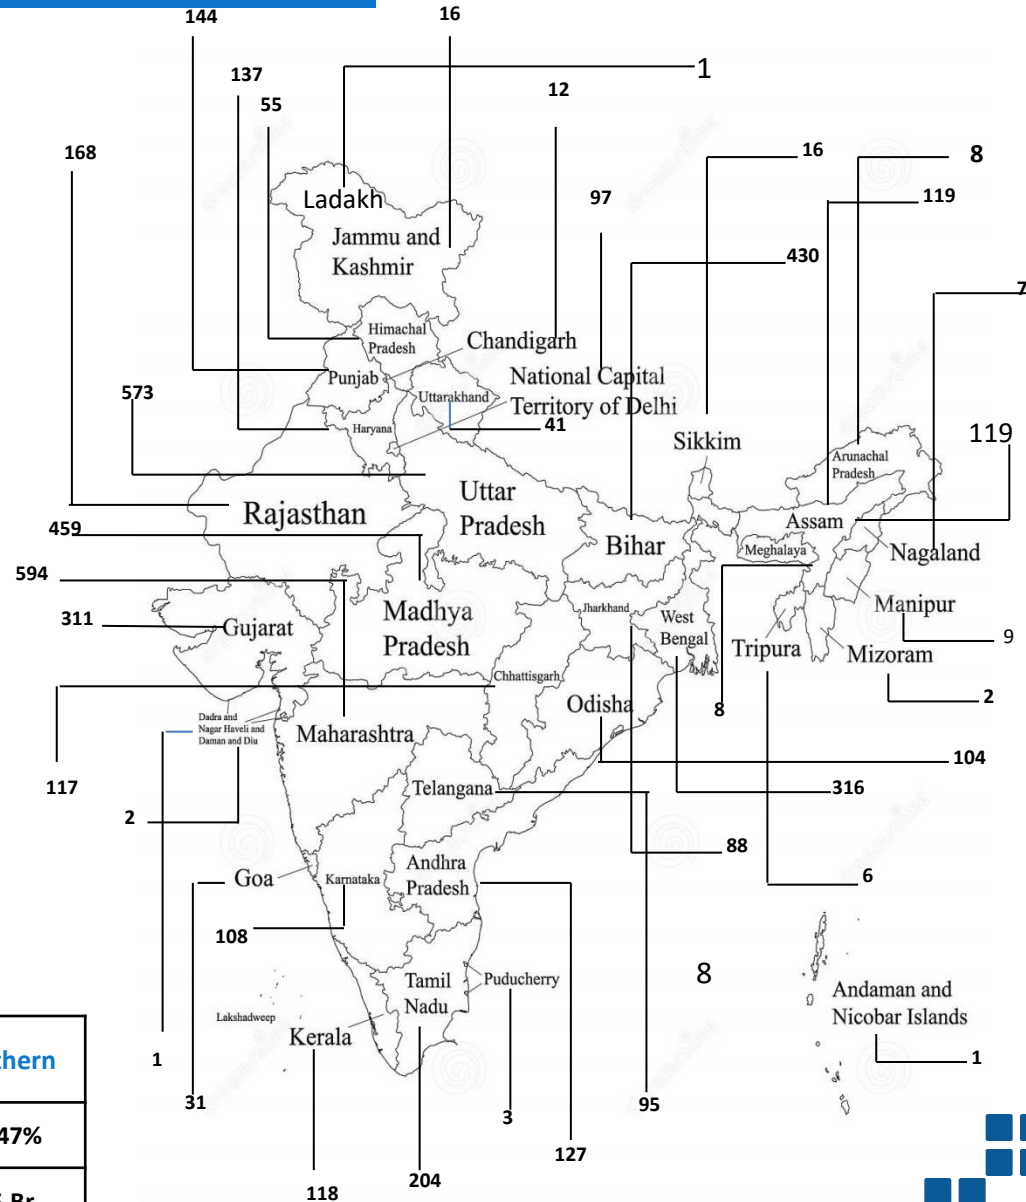 144
16
1
137
12
55
168
16
8
97
119
Ladakh
Jammu and
Kashmir
430
7
Himachal
Pradesh
Chandigarh
Punjab
National Capital
Territory of Delhi
573
Uttarakhand
41
Haryana
Sikkim
119
Arunachal
Pradesh
Uttar
Pradesh
Rajasthan
Assam
459
Bihar
Meghalaya
Nagaland
594
Madhya
Pradesh
Jharkhand
Manipur
311
Gujarat
West
Bengal
9
Tripura
Mizoram
Chhattisgarh
Odisha
8
2
Dadra and
Nagar Haveli and
Daman and Diu
Maharashtra
104
117
Telangana
316
2
88
Andhra
Pradesh
Goa
Karnataka
6
108
8
Tamil
Nadu
Puducherry
Andaman and
Nicobar Islands
Lakshadweep
Kerala
1
1
31
95
3
127
204
118
thern
47%
Br